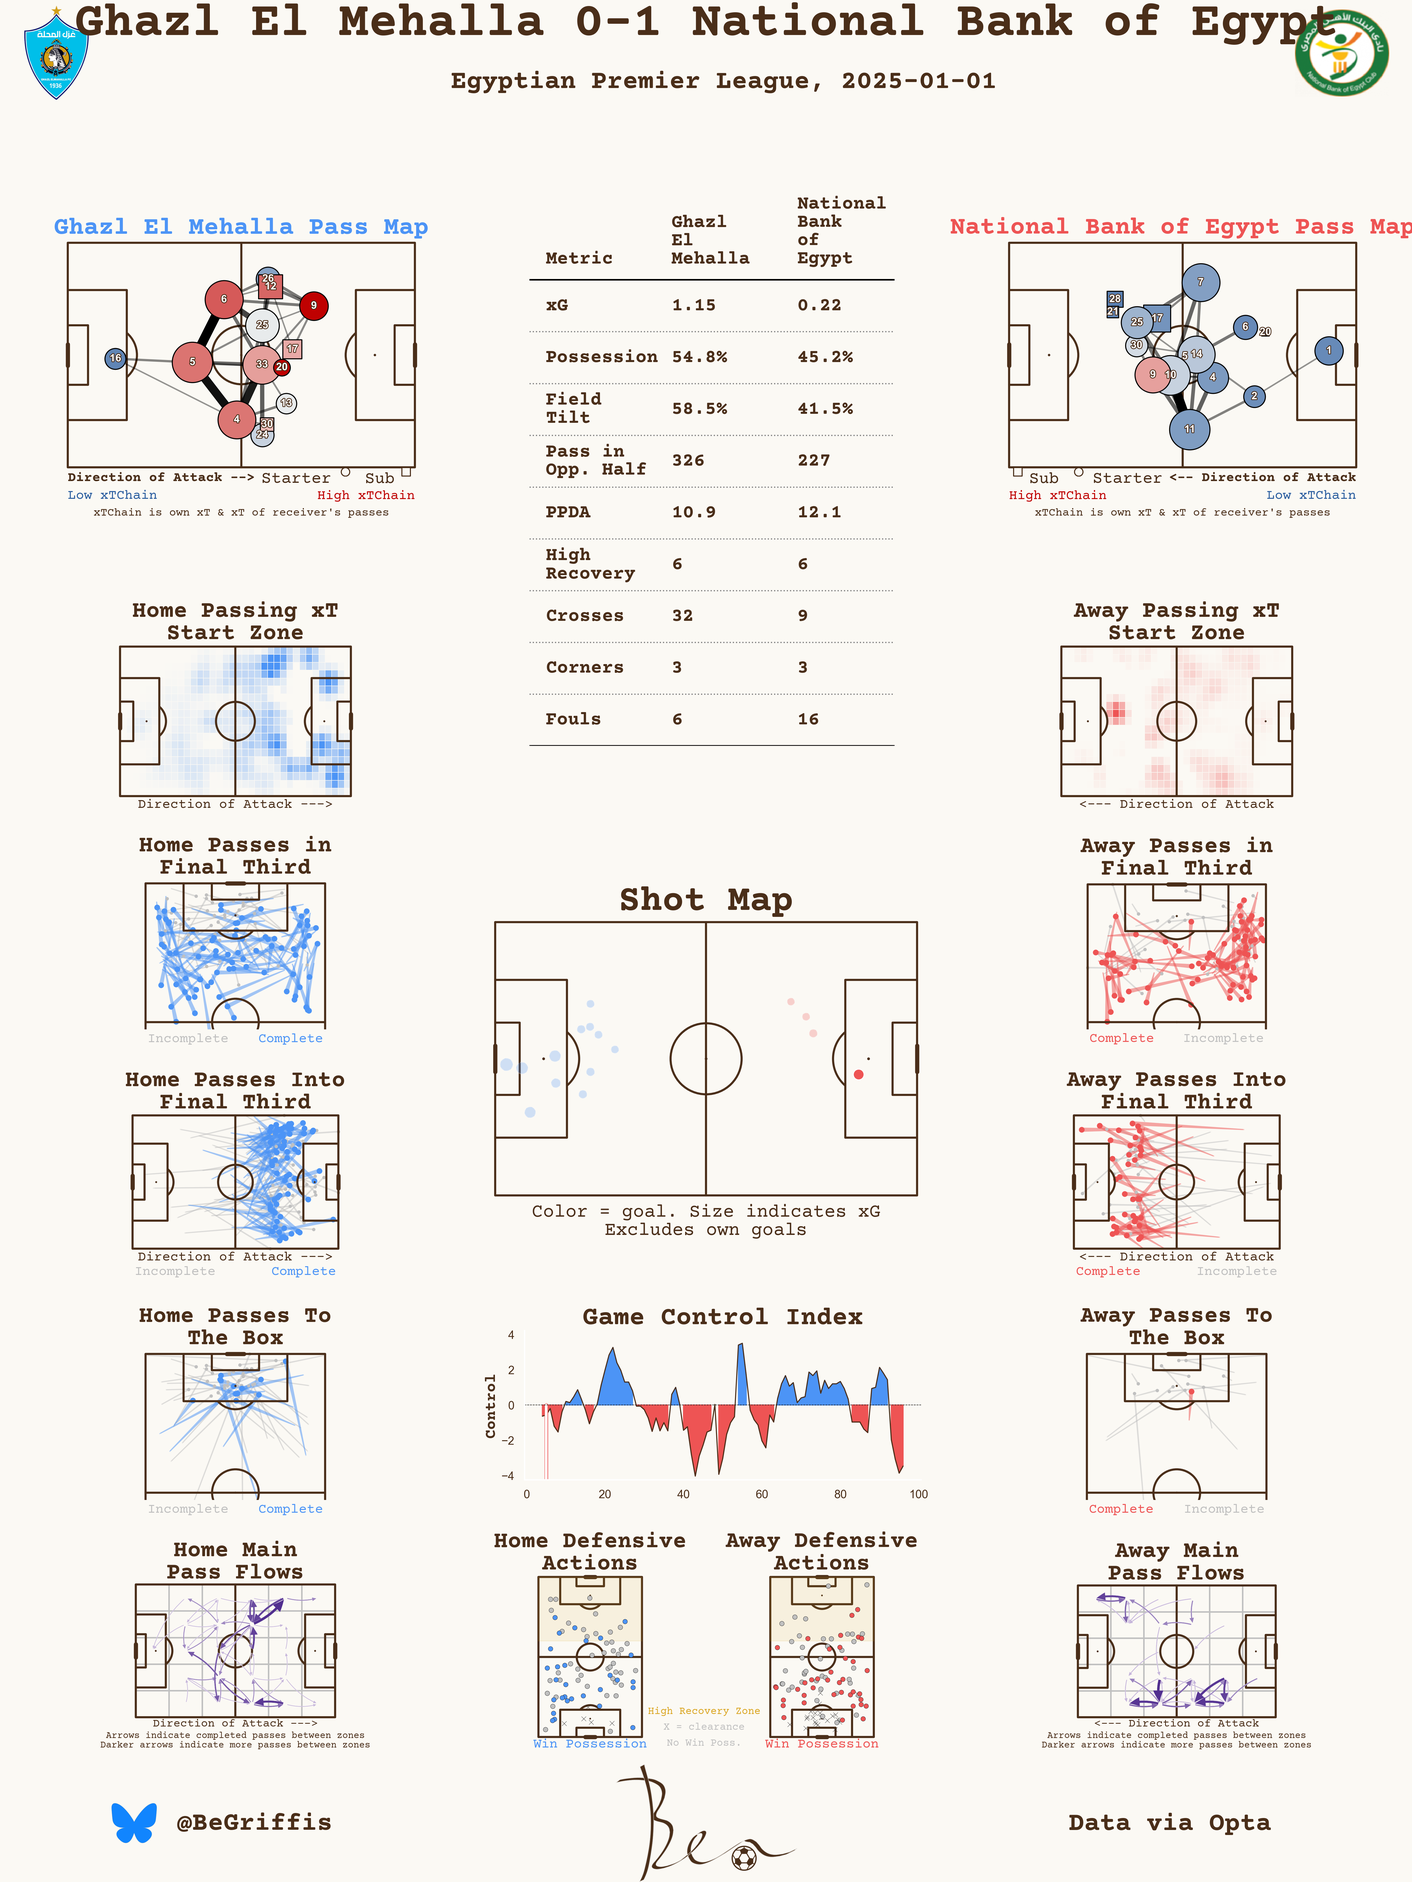 Ghazl El Mehalla 0-1 National Bank of Egypt
Egyptian Premier League, 2025-01-01
غزل المحلة
1936
National Bank of Egypt Club
Ghazl El Mehalla Pass Map
26
12
6
9
25
17
16
5
33
20
13
4
30
24
Direction of Attack --> Starter Sub
Low xTChain High xTChain
xTChain is own xT & xT of receiver's passes
Metric Ghazl El Mehalla National Bank of Egypt
xG 1.15 0.22
Possession 54.8% 45.2%
Field Tilt 58.5% 41.5%
Pass in Opp. Half 326 227
PPDA 10.9 12.1
High Recovery 6 6
Crosses 32 9
Corners 3 3
Fouls 6 16
National Bank of Egypt Pass Map
7
28
21
25
17
6
20
30
5
14
1
9
10
4
2
11
Sub Starter <-- Direction of Attack
High xTChain Low xTChain
xTChain is own xT & xT of receiver's passes
Home Passing xT
Start Zone
Direction of Attack --->
Away Passing xT
Start Zone
<--- Direction of Attack
Home Passes in
Final Third
Incomplete Complete
Away Passes in
Final Third
Complete Incomplete
Shot Map
Color = goal. Size indicates xG
Excludes own goals
Home Passes Into
Final Third
Direction of Attack --->
Incomplete Complete
Away Passes Into
Final Third
<--- Direction of Attack
Complete Incomplete
Home Passes To
The Box
Incomplete Complete
Game Control Index
Control
4
2
0
−2
−4
0 20 40 60 80 100
Away Passes To
The Box
Complete Incomplete
Home Main
Pass Flows
Direction of Attack --->
Arrows indicate completed passes between zones
Darker arrows indicate more passes between zones
Home Defensive
Actions
Win Possession
Away Defensive
Actions
Win Possession
High Recovery Zone
X = clearance
No Win Poss.
Away Main
Pass Flows
<--- Direction of Attack
Arrows indicate completed passes between zones
Darker arrows indicate more passes between zones
@BeGriffis
Ben
Data via Opta